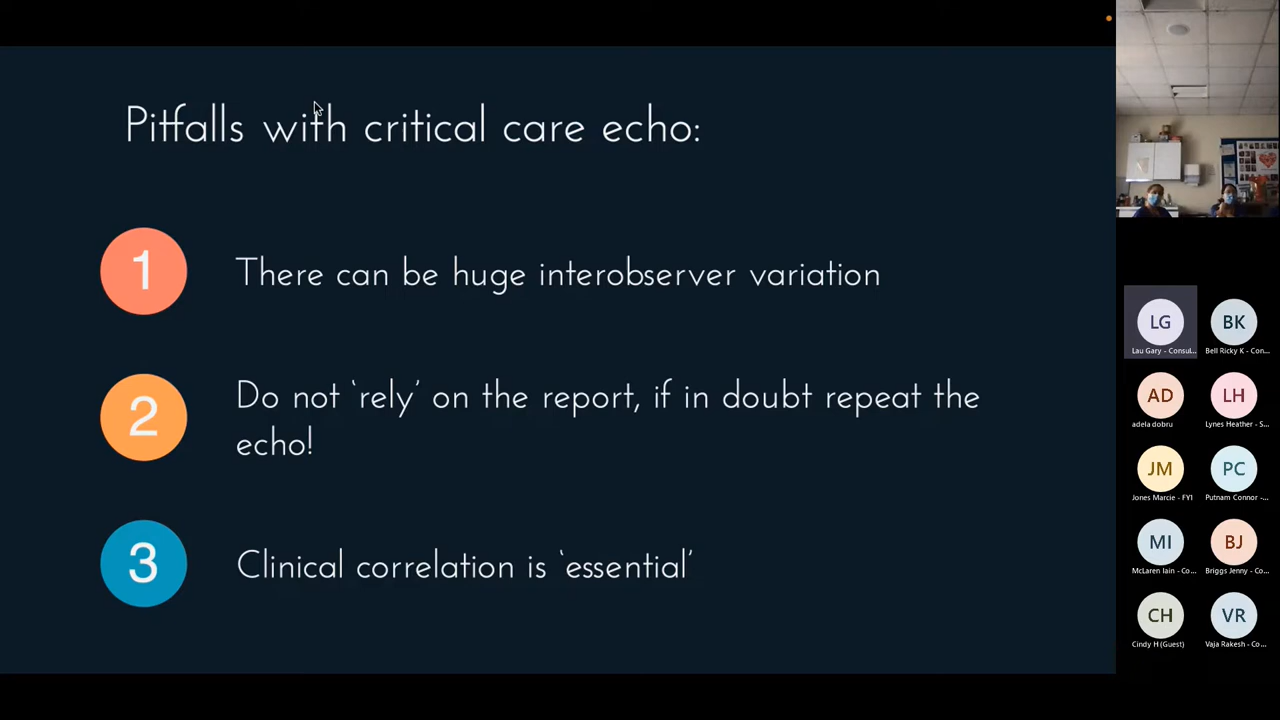 Pitfalls with critical care echo:
1
There can be huge interobserver variation
2
Do not ‘rely’ on the report, if in doubt repeat the
echo!
3
Clinical correlation is ‘essential’
LG
Lau Gary - Consul...
BK
Bell Ricky K - Con...
AD
adela dobru
LH
Lynes Heather - S...
JM
Jones Marcie - FY1
PC
Putnam Connor -...
MI
McLaren Iain - Co...
BJ
Briggs Jenny - Co...
CH
Cindy H (Guest)
VR
Vaja Rakesh - Co...